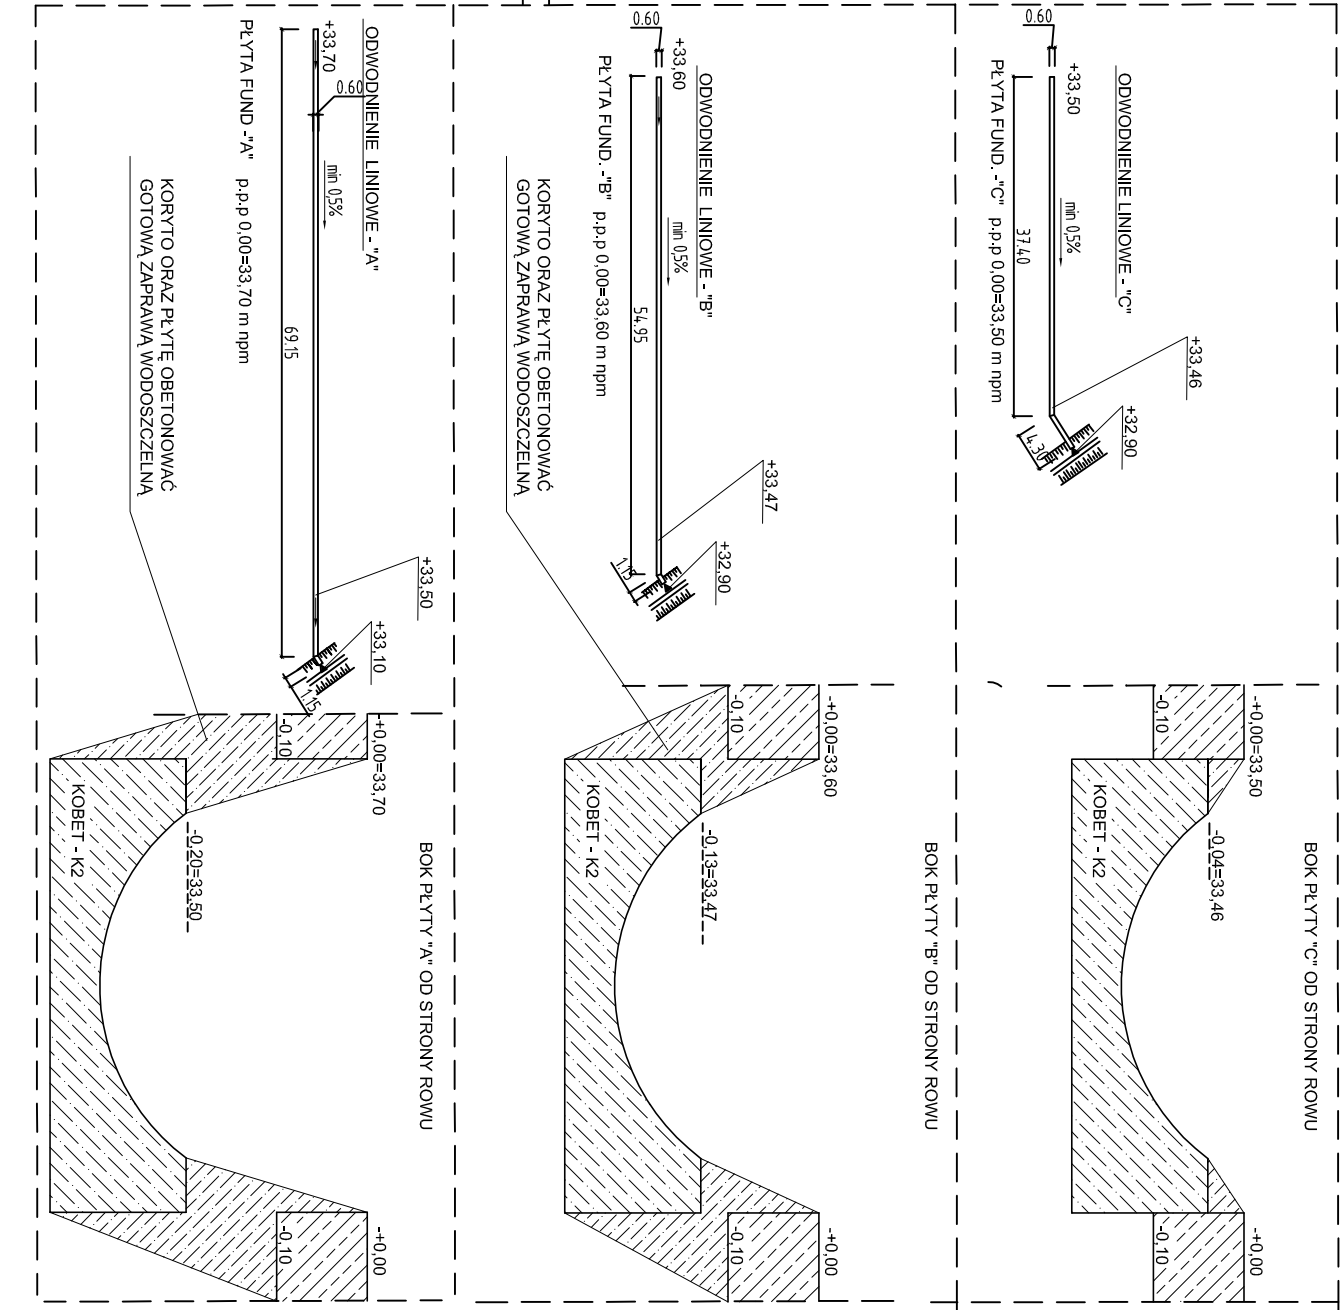 0.60
+33,50
ODWODNIENIE LINIOWE - "C"
min 0,5%
37.40
PŁYTA FUND. -"C" p.p.p 0,00=33,50 m npm
+33,46
+32,90
4.30
-+0,00=33,50
-0,10
-0,04=33,46
KOBET - K2
BOK PŁYTY "C" OD STRONY ROWU
-+0,00
-0,10
0.60
+33,60
ODWODNIENIE LINIOWE - "B"
min 0,5%
54.95
PŁYTA FUND. -"B" p.p.p 0,00=33,60 m npm
+33,47
+32,90
1.15
KORYTO ORAZ PŁYTĘ OBETONOWAĆ
GOTOWĄ ZAPRAWĄ WODOSZCZELNĄ
-+0,00=33,60
-0,10
-0,13=33,47
KOBET - K2
BOK PŁYTY "B" OD STRONY ROWU
-+0,00
-0,10
+33,70
0.60
ODWODNIENIE LINIOWE - "A"
min 0,5%
69.15
PŁYTA FUND -"A" p.p.p 0,00=33,70 m npm
+33,50
+33,10
1.15
KORYTO ORAZ PŁYTĘ OBETONOWAĆ
GOTOWĄ ZAPRAWĄ WODOSZCZELNĄ
-+0,00=33,70
-0,10
-0,20=33,50
KOBET - K2
BOK PŁYTY "A" OD STRONY ROWU
-+0,00
-0,10